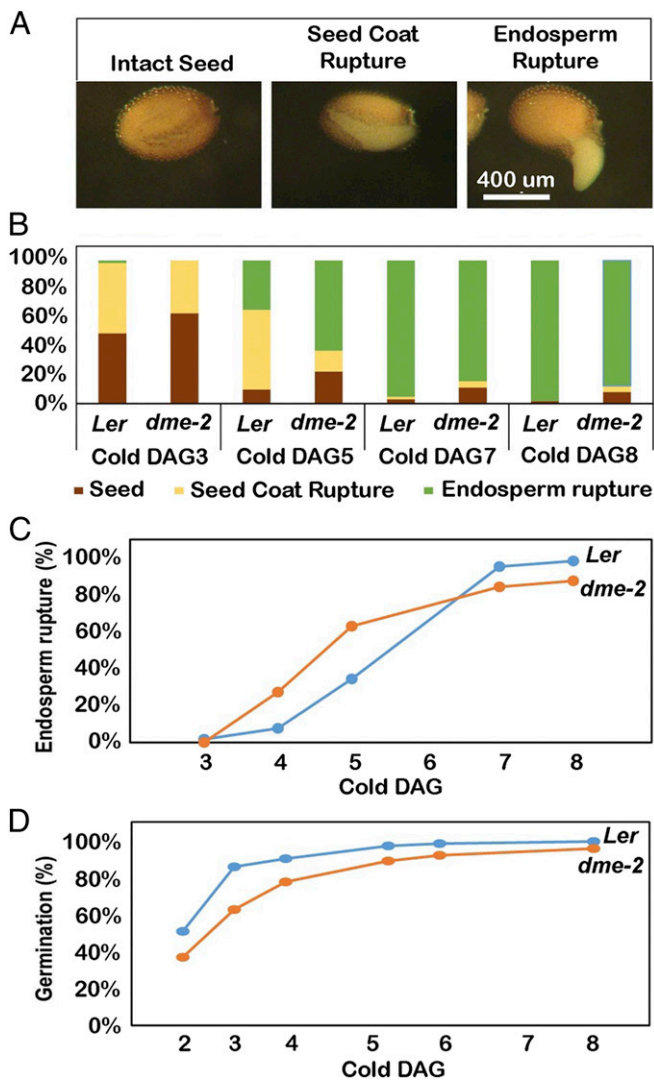 A
Intact Seed
Seed Coat
Rupture
Endosperm
Rupture
400 um
B
100%
80%
60%
40%
20%
0%
Ler dme-2 Ler dme-2 Ler dme-2 Ler dme-2
Cold DAG3 Cold DAG5 Cold DAG7 Cold DAG8
Seed Seed Coat Rupture Endosperm rupture
C
Endosperm rupture (%)
100%
80%
60%
40%
20%
0%
Ler
dme-2
3 4 5 6 7 8
Cold DAG
D
Germination (%)
100%
80%
60%
40%
20%
0%
Ler
dme-2
2 3 4 5 6 7 8
Cold DAG